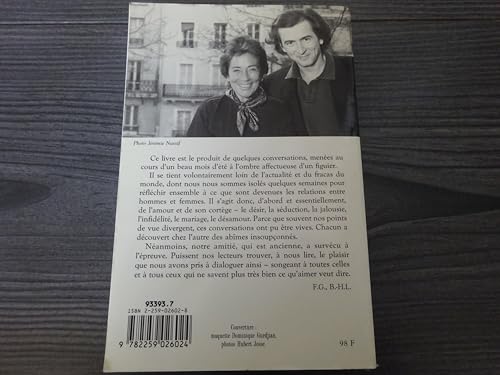 Photo Jérémie Nassif
Ce livre est le produit de quelques conversations, menées au
cours d'un beau mois d'été à l'ombre affectueuse d'un figuier.
Il se tient volontairement loin de l'actualité et du fracas du
monde, dont nous nous sommes isolés quelques semaines pour
réfléchir ensemble à ce que sont devenues les relations entre
hommes et femmes. Il s'agit donc, d'abord et essentiellement,
de l'amour et de son cortège – le désir, la séduction, la jalousie,
l'infidélité, le mariage, le désamour. Parce que souvent nos points
de vue divergent, ces conversations ont pu être vives. Chacun a
découvert chez l'autre des abîmes insoupçonnés.
Néanmoins, notre amitié, qui est ancienne, a survécu à
l'épreuve. Puissent nos lecteurs trouver, à nous lire, le plaisir
que nous avons pris à dialoguer ainsi – songeant à toutes celles
et à tous ceux qui ne savent plus très bien ce qu'aimer veut dire.
F.G., B.-H.L.
93393.7
ISBN 2-259-02602-8
9 782259 026024
Couverture :
maquette Dominique Gurdjian,
photos Hubert Josse.
98 F